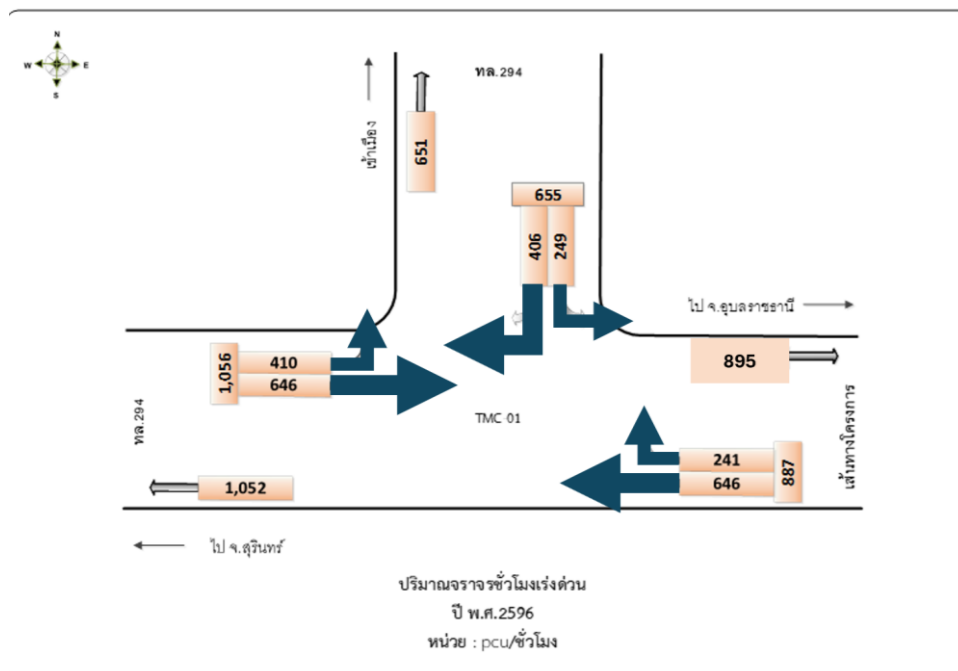 N
W E
S
ทล.294
เข้าเมือง
651
655
406
249
ไป จ.อุบลราชธานี
1,056
410
646
895
ทล.294
TMC-01
เส้นทางโครงการ
241
646
887
1,052
ไป จ.สุรินทร์
ปริมาณจราจรชั่วโมงเร่งด่วน
ปี พ.ศ.2596
หน่วย : pcu/ชั่วโมง